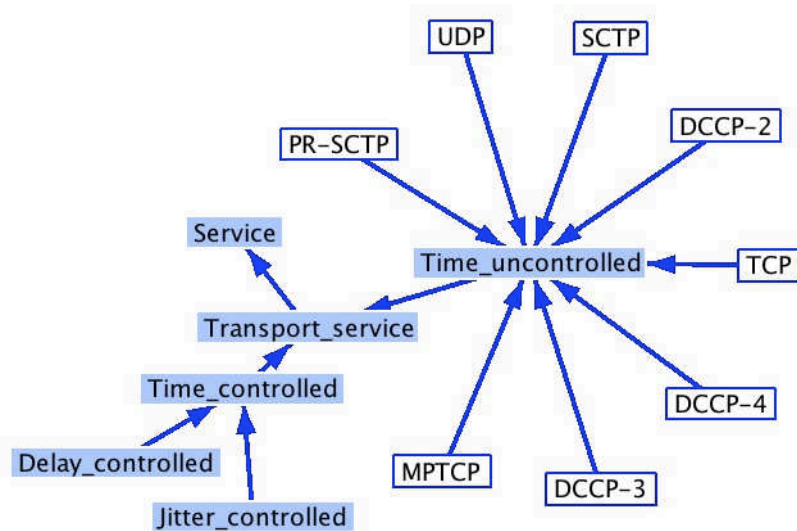 UDP
SCTP
DCCP-2
PR-SCTP
Service
Time_uncontrolled
TCP
Transport_service
Time_controlled
DCCP-4
Delay_controlled
MPTCP
DCCP-3
Jitter_controlled